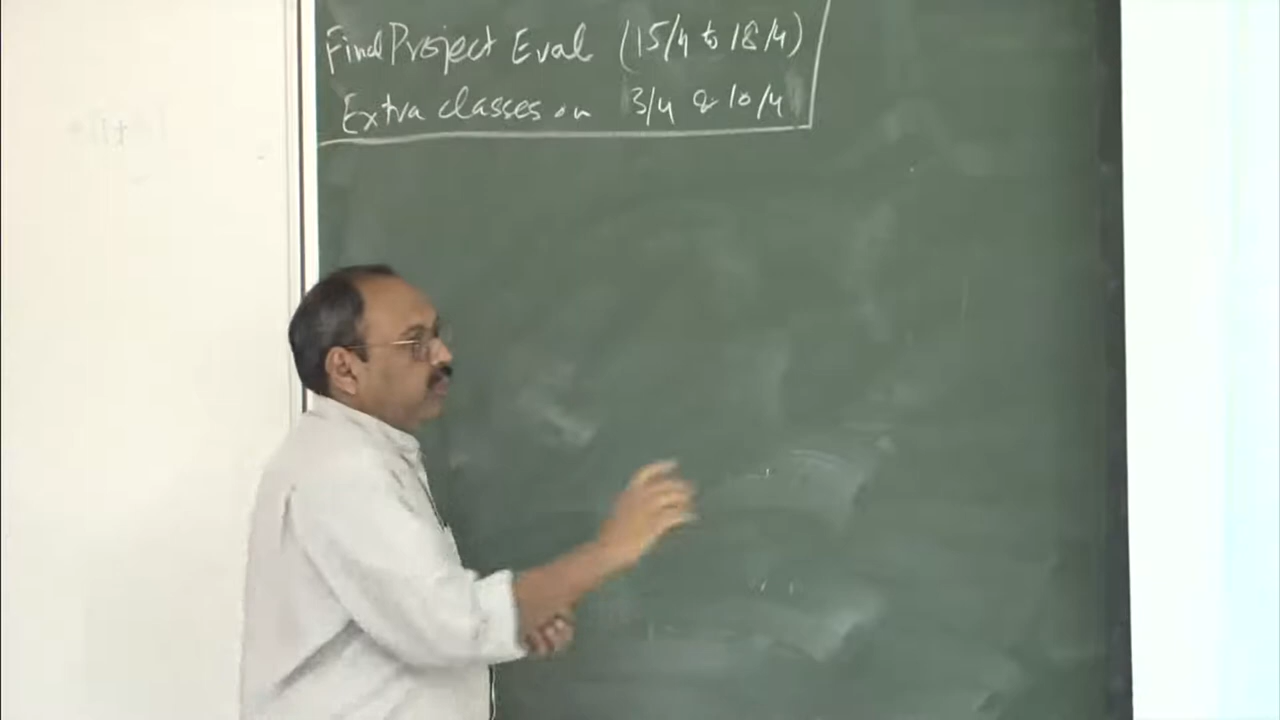 Final Project Eval (15/4 to 18/4)
Extra classes on 3/4 & 10/4